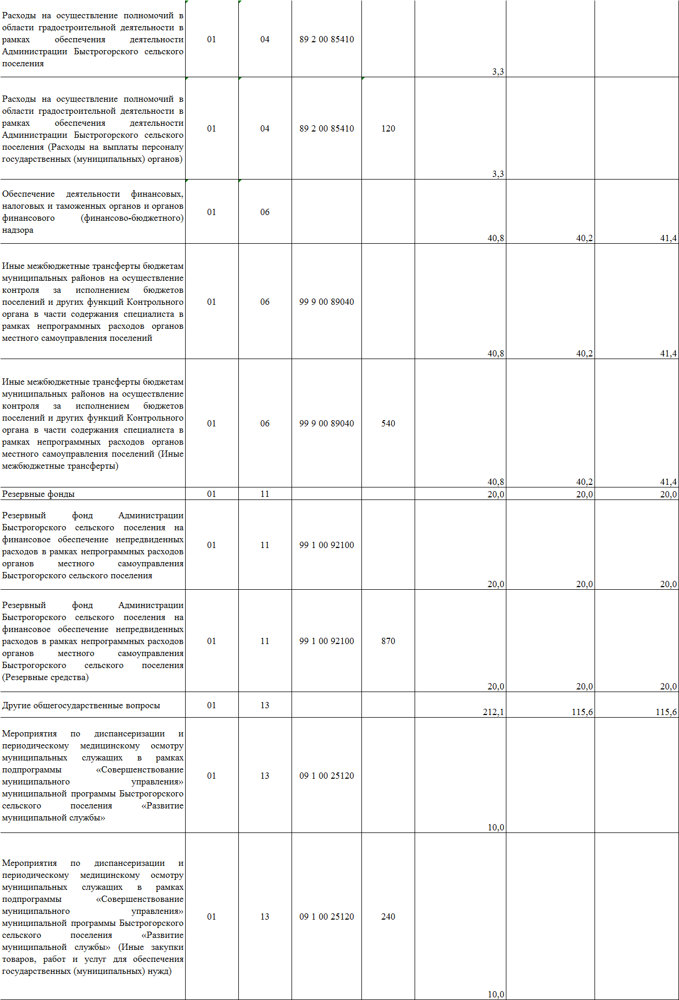 Расходы на осуществление полномочий в
области градостроительной деятельности в
рамках обеспечения деятельности
Администрации Быстрогорского сельского
поселения
01 04 89 2 00 85410
3,3
Расходы на осуществление полномочий в
области градостроительной деятельности в
рамках обеспечения деятельности
Администрации Быстрогорского сельского
поселения (Расходы на выплаты персоналу
государственных (муниципальных) органов)
01 04 89 2 00 85410 120
3,3
Обеспечение деятельности финансовых,
налоговых и таможенных органов и органов
финансового (финансово-бюджетного)
надзора
01 06
40,8 40,2 41,4
Иные межбюджетные трансферты бюджетам
муниципальных районов на осуществление
контроля за исполнением бюджетов
поселений и других функций Контрольного
органа в части содержания специалиста в
рамках непрограммных расходов органов
местного самоуправления поселений
01 06 99 9 00 89040
40,8 40,2 41,4
Иные межбюджетные трансферты бюджетам
муниципальных районов на осуществление
контроля за исполнением бюджетов
поселений и других функций Контрольного
органа в части содержания специалиста в
рамках непрограммных расходов органов
местного самоуправления поселений (Иные
межбюджетные трансферты)
01 06 99 9 00 89040 540
40,8 40,2 41,4
Резервные фонды 01 11 20,0 20,0 20,0
Резервный фонд Администрации
Быстрогорского сельского поселения на
финансовое обеспечение непредвиденных
расходов в рамках непрограммных расходов
органов местного самоуправления
Быстрогорского сельского поселения
01 11 99 1 00 92100
20,0 20,0 20,0
Резервный фонд Администрации
Быстрогорского сельского поселения на
финансовое обеспечение непредвиденных
расходов в рамках непрограммных расходов
органов местного самоуправления
Быстрогорского сельского поселения
(Резервные средства)
01 11 99 1 00 92100 870
20,0 20,0 20,0
Другие общегосударственные вопросы 01 13
212,1 115,6 115,6
Мероприятия по диспансеризации и
периодическому медицинскому осмотру
муниципальных служащих в рамках
подпрограммы «Совершенствование
муниципального управления»
муниципальной программы Быстрогорского
сельского поселения «Развитие
муниципальной службы»
01 13 09 1 00 25120
10,0
Мероприятия по диспансеризации и
периодическому медицинскому осмотру
муниципальных служащих в рамках
подпрограммы «Совершенствование
муниципального управления»
муниципальной программы Быстрогорского
сельского поселения «Развитие
муниципальной службы» (Иные закупки
товаров, работ и услуг для обеспечения
государственных (муниципальных) нужд)
01 13 09 1 00 25120 240
10,0